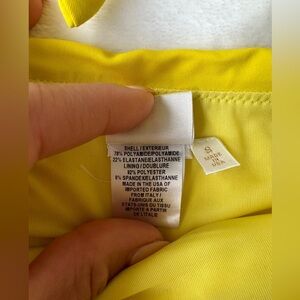 SHELL/EXTERIEUR
78% POLYAMIDE/POLYAMIDE
22% ELASTANE/ELASTHANNE
LINING/DOUBLURE
92% POLYESTER
8% SPANDEX/ELASTHANNE
MADE IN THE USA OF
IMPORTED FABRIC
FROM ITALY /
FABRIQUE AUX
ETATS UNIS DU TISSU
IMPORTE A PARTIR
DE L'ITALIE
S
MADE
IN
USA